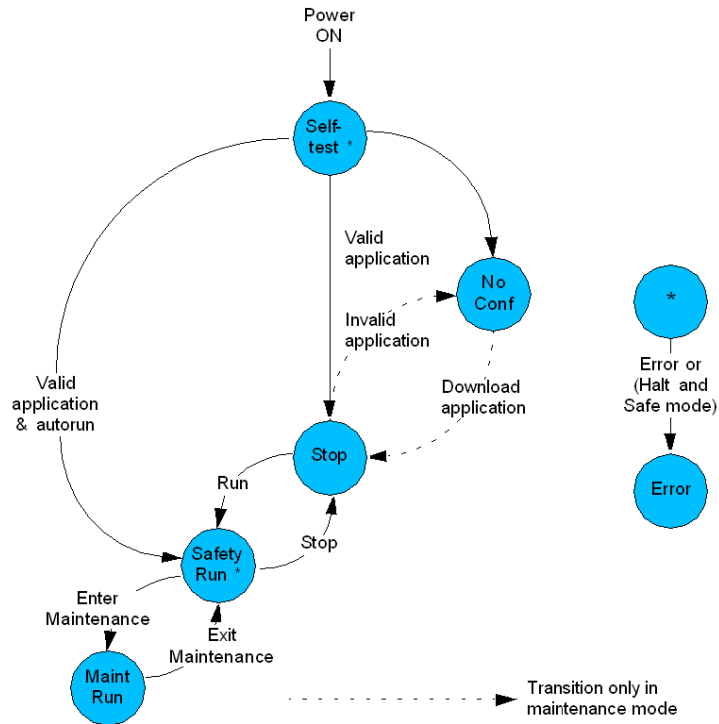 Power
ON
Self-
test *
Valid
application
No
Conf
Invalid
application
*
Error or
(Halt and
Safe mode)
Valid
application
& autorun
Download
application
Stop
Error
Run
Stop
Safety
Run *
Enter
Maintenance
Exit
Maintenance
Maint
Run
Transition only in
maintenance mode